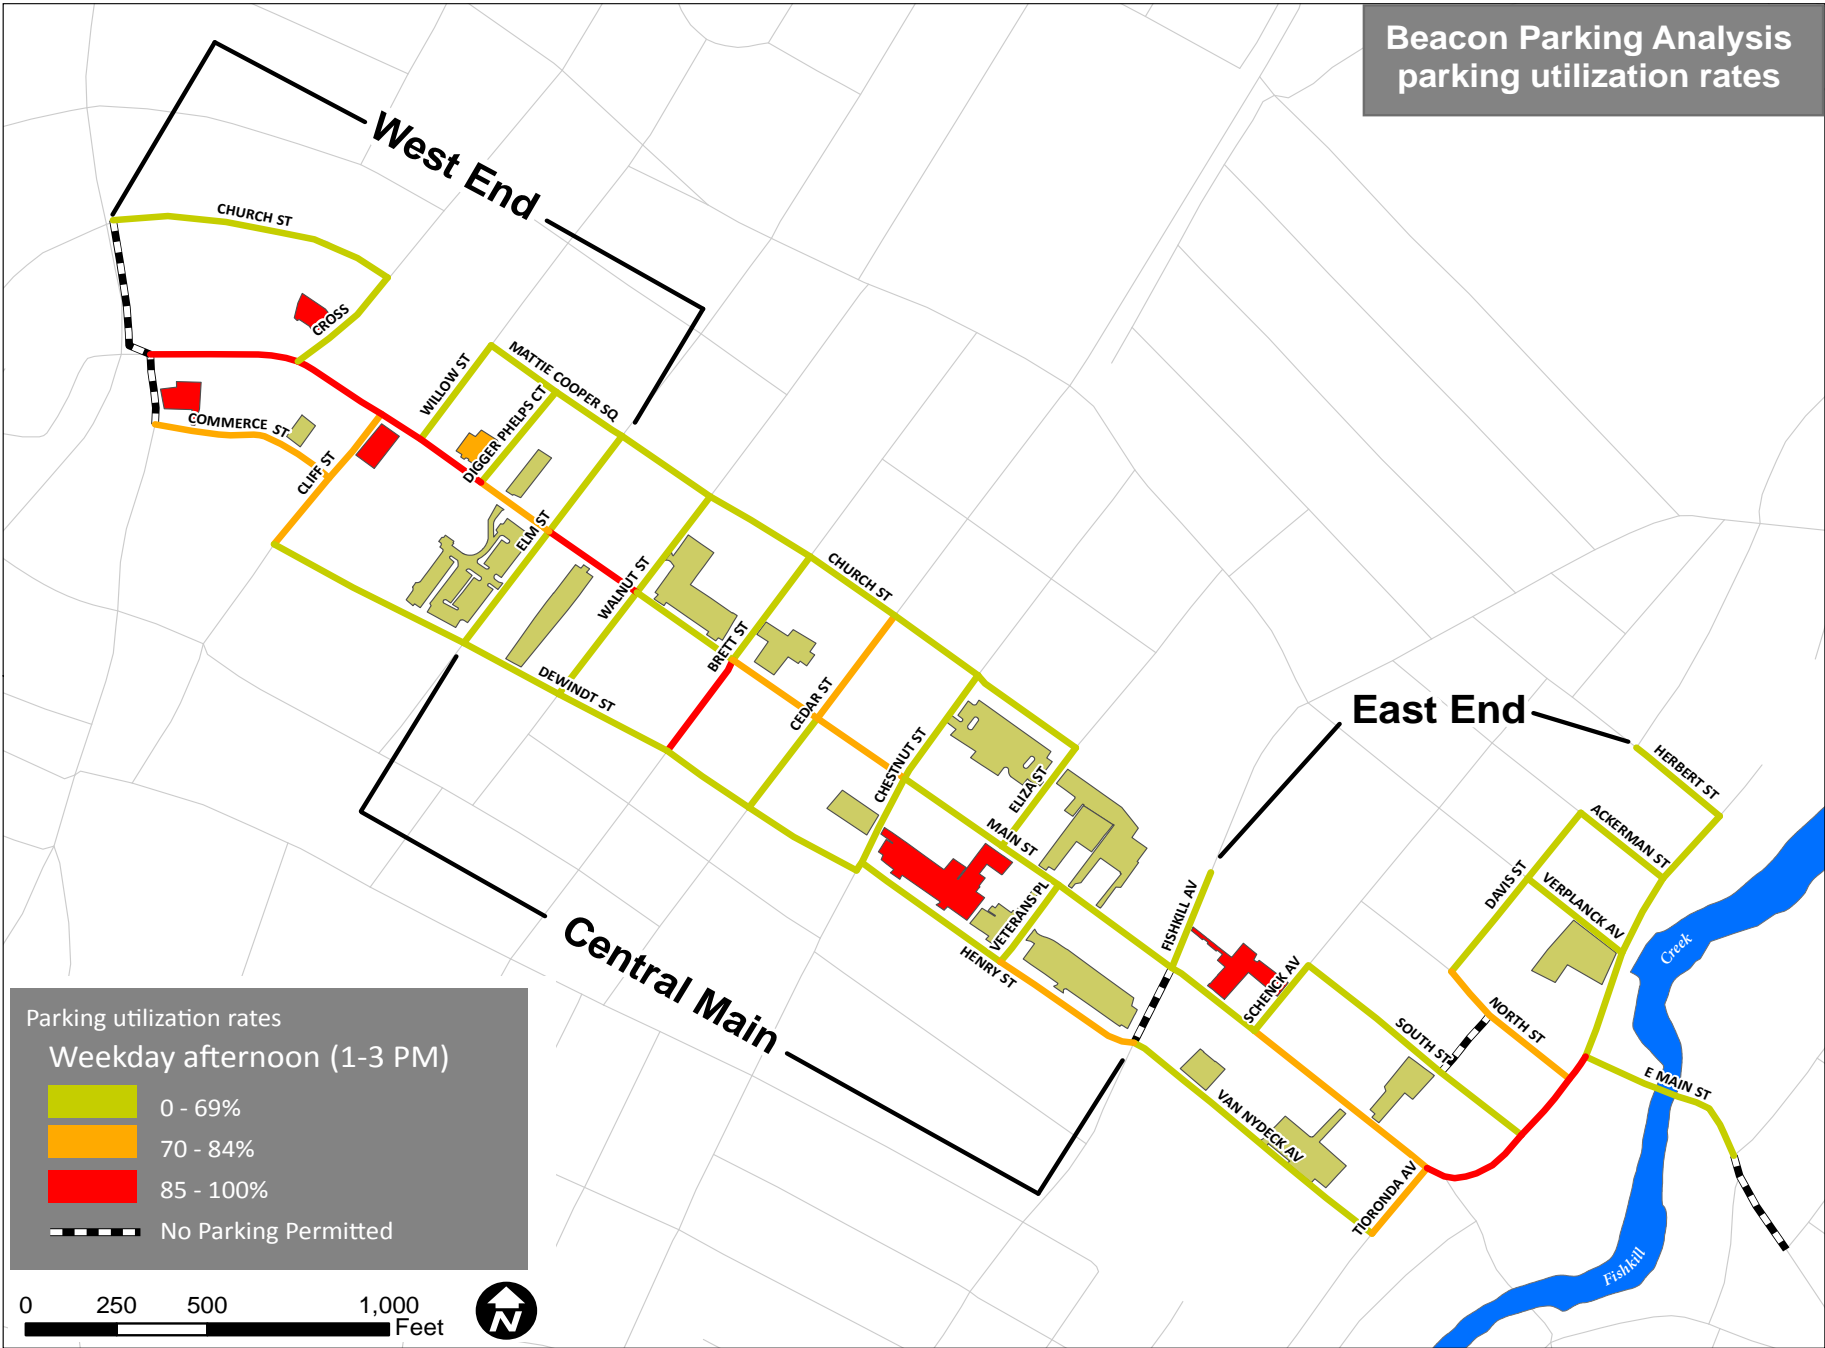 Beacon Parking Analysis
parking utilization rates
West End
CHURCH ST
CROSS
WILLOW ST
MATTIE COOPER SQ
DIGGER PHELPS CT
COMMERCE ST
CLIFF ST
ELM ST
WALNUT ST
CHURCH ST
BRETT ST
DEWINDT ST
CEDAR ST
CHESTNUT ST
ELIZA ST
MAIN ST
East End
HERBERT ST
ACKERMAN ST
DAVIS ST
VERPLANCK AV
VETERANS PL
FISHKILL AV
HENRY ST
SCHENCK AV
SOUTH ST
NORTH ST
Creek
E MAIN ST
VAN NYDECK AV
TIORONDA AV
Fishkill
Central Main
Parking utilization rates
Weekday afternoon (1-3 PM)
0 - 69%
70 - 84%
85 - 100%
No Parking Permitted
0 250 500 1,000
Feet
N